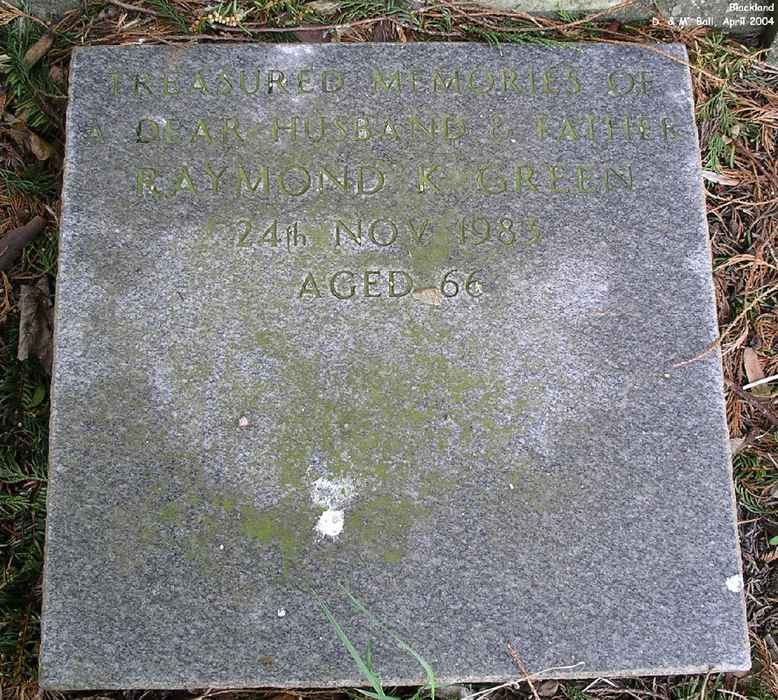 Blackland
D. & M. Ball, April 2004
TREASURED MEMORIES OF
A DEAR HUSBAND & FATHER
RAYMOND K GREEN
24th NOV 1983
AGED 66